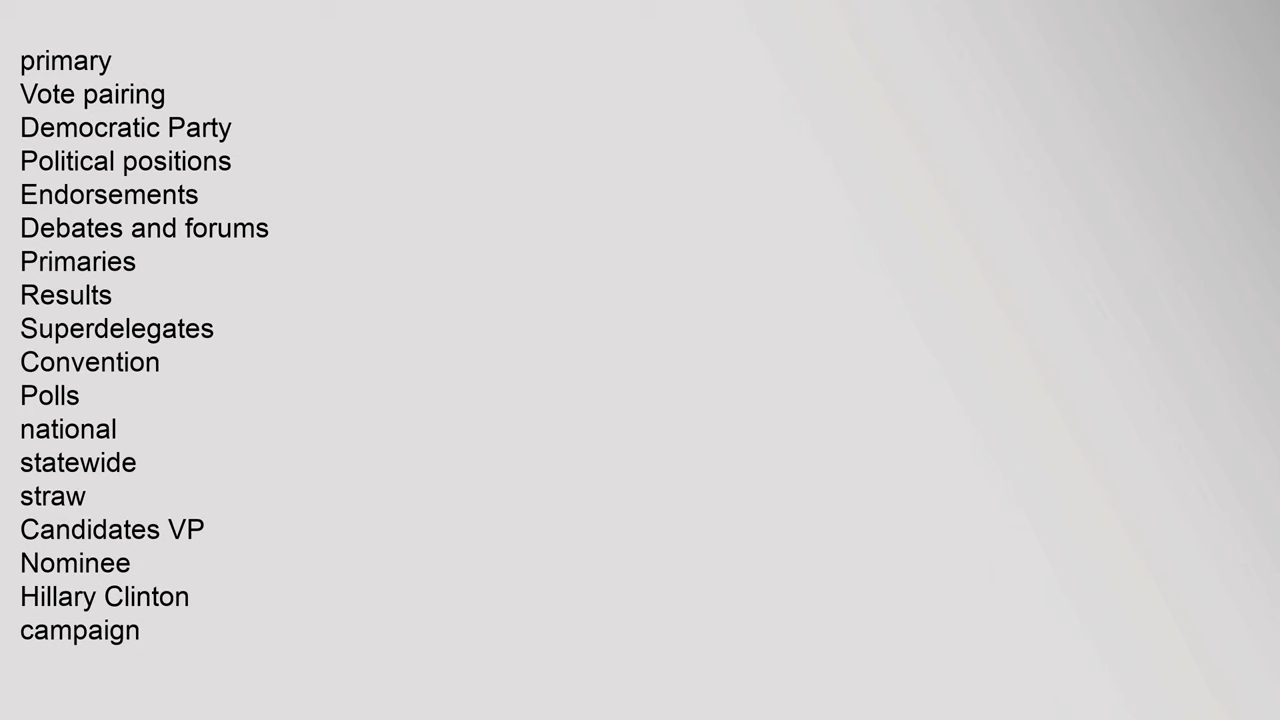 primary
Vote pairing
Democratic Party
Political positions
Endorsements
Debates and forums
Primaries
Results
Superdelegates
Convention
Polls
national
statewide
straw
Candidates VP
Nominee
Hillary Clinton
campaign